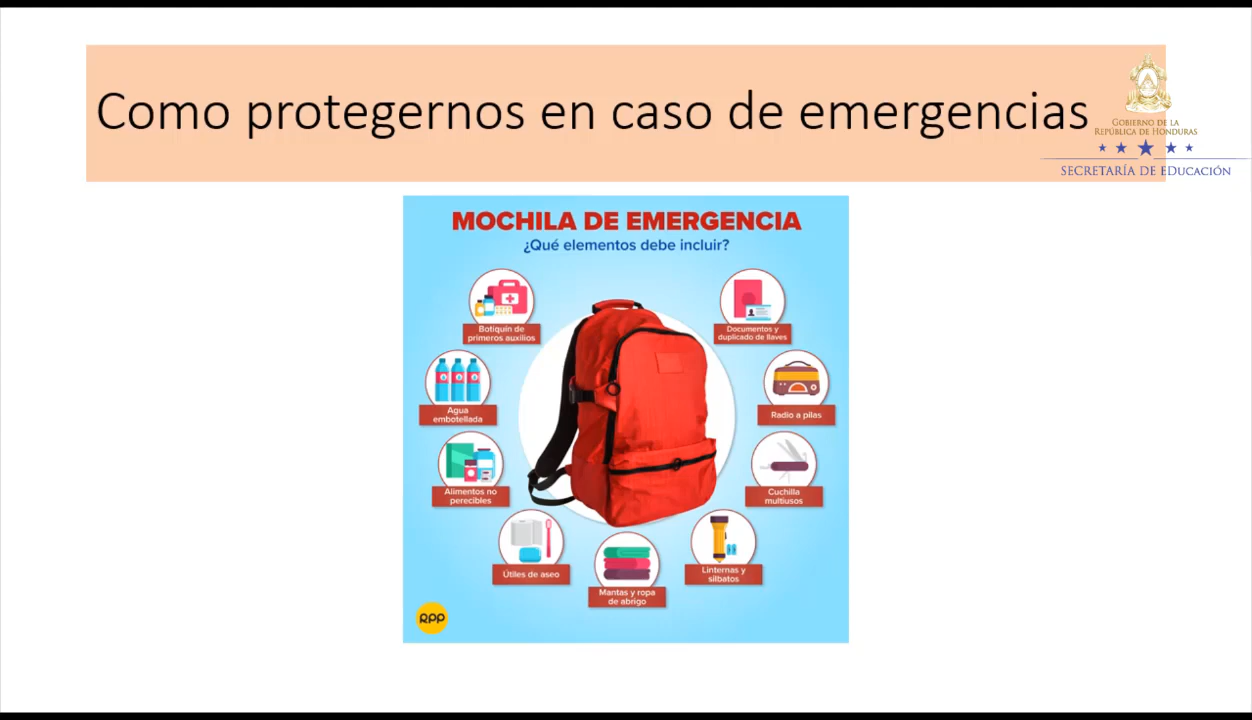 Como protegernos en caso de emergencias
GOBIERNO DE LA
REPÚBLICA DE HONDURAS
SECRETARÍA DE EDUCACIÓN
MOCHILA DE EMERGENCIA
¿Qué elementos debe incluir?
Botiquín de
primeros auxilios
Documentos y
duplicado de llaves
Agua
embotellada
Radio a pilas
Alimentos no
perecibles
Cuchilla
multiusos
Útiles de aseo
Mantas y ropa
de abrigo
Linternas y
silbatos
RPP